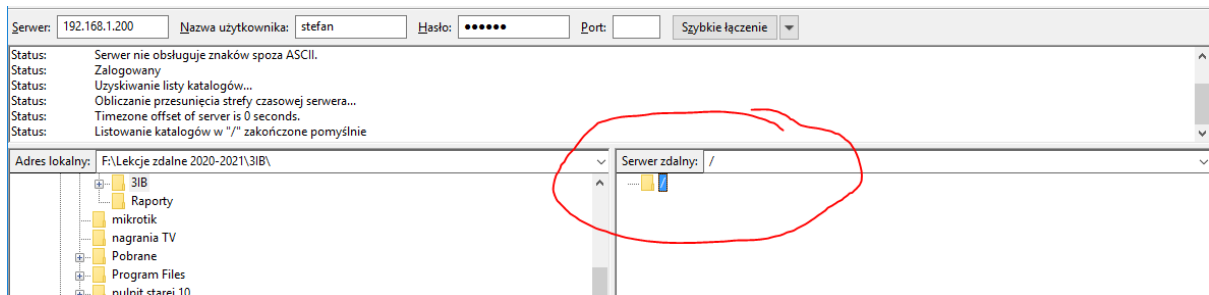 Serwer: 192.168.1.200 Nazwa użytkownika: stefan Hasło: ●●●●●● Port: Szybkie łączenie
Status: Serwer nie obsługuje znaków spoza ASCII.
Status: Zalogowany
Status: Uzyskiwanie listy katalogów...
Status: Obliczanie przesunięcia strefy czasowej serwera...
Status: Timezone offset of server is 0 seconds.
Status: Listowanie katalogów w "/" zakończone pomyślnie
Adres lokalny: F:\Lekcje zdalne 2020-2021\3IB\ Serwer zdalny: /
3IB /
Raporty
mikrotik
nagrania TV
Pobrane
Program Files
pulpit starej 10